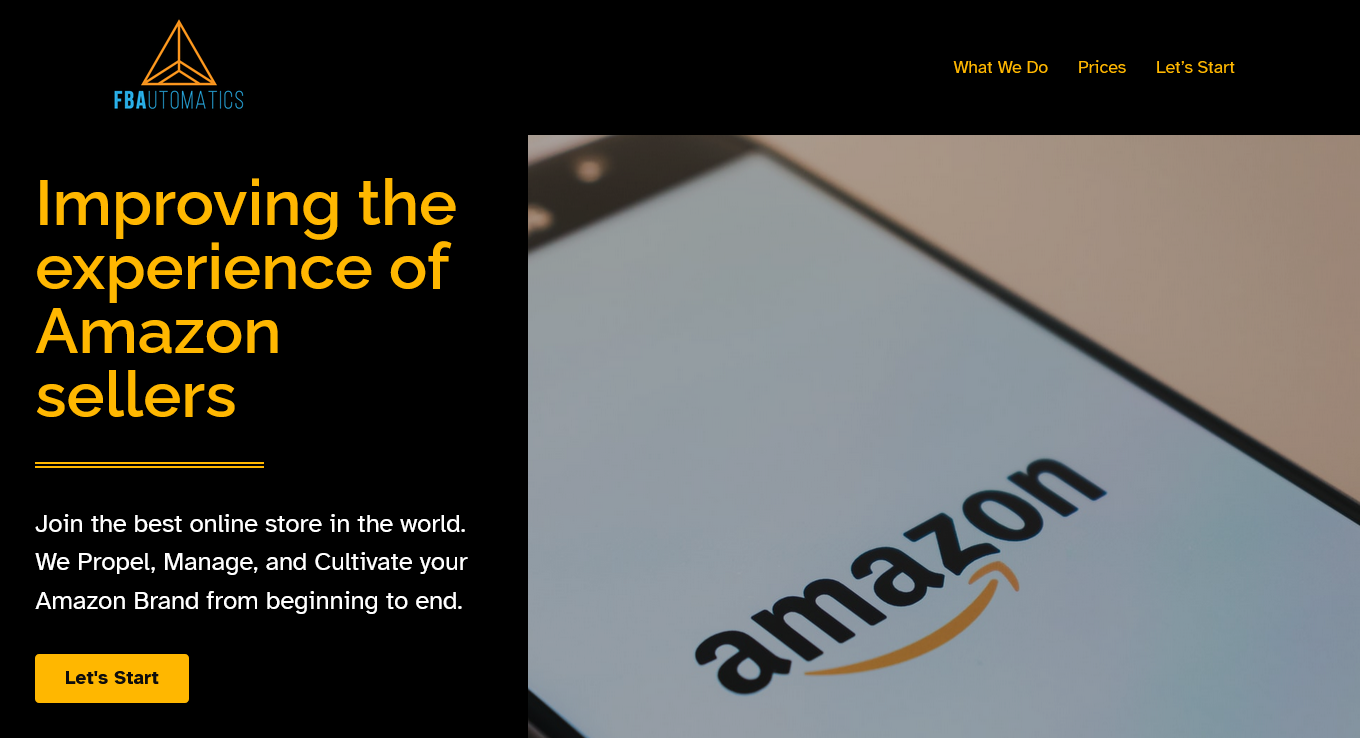 FBAUTOMATICS
What We Do
Prices
Let’s Start
Improving the
experience of
Amazon
sellers
Join the best online store in the world.
We Propel, Manage, and Cultivate your
Amazon Brand from beginning to end.
Let's Start
amazon